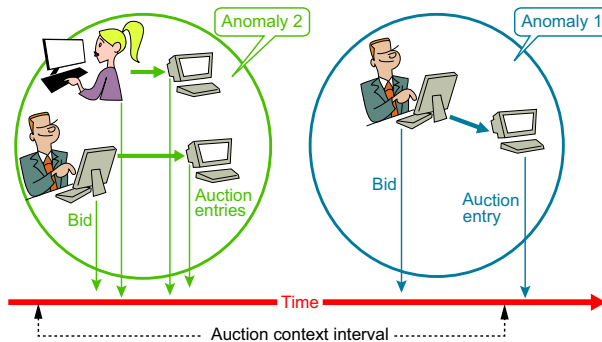 Anomaly 2
Anomaly 1
Bid
Auction
entries
Bid
Auction
entry
Time
Auction context interval